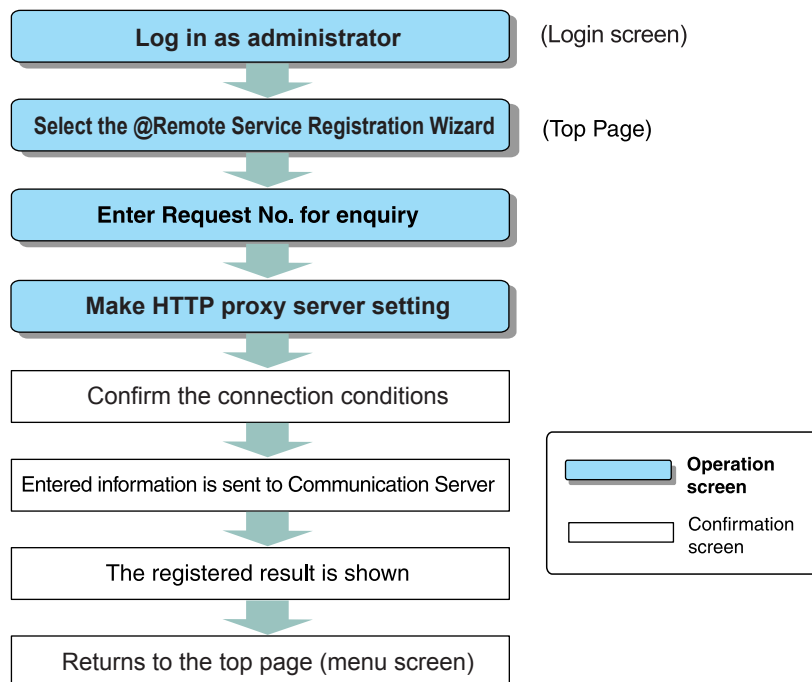 Log in as administrator
(Login screen)
Select the @Remote Service Registration Wizard
(Top Page)
Enter Request No. for enquiry
Make HTTP proxy server setting
Confirm the connection conditions
Entered information is sent to Communication Server
The registered result is shown
Returns to the top page (menu screen)
Operation
screen
Confirmation
screen